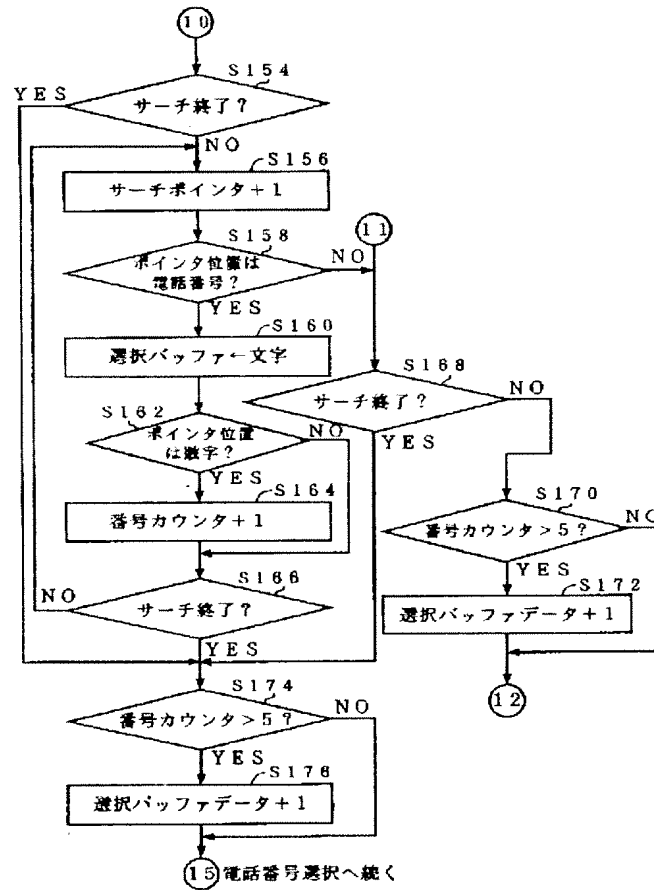 10
S154
YES
サーチ終了?
NO
S156
サーチポインタ+1
11
S158
NO
ポインタ位置は
電話番号?
YES
S160
選択バッファ←文字
S168
NO
サーチ終了?
YES
S162
ポインタ位置
は数字?
NO
YES
S164
番号カウンタ+1
S170
番号カウンタ>5?
NO
YES
S166
NO
サーチ終了?
YES
S172
選択バッファデータ+1
12
S174
NO
番号カウンタ>5?
YES
S176
選択バッファデータ+1
15 電話番号選択へ続く